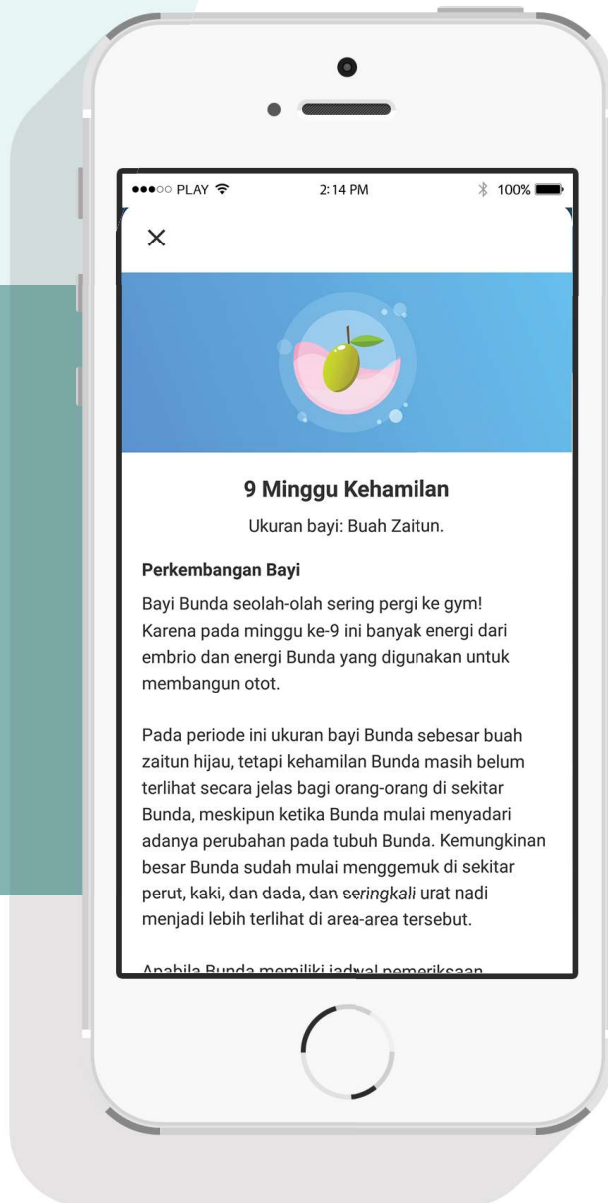 PLAY 2:14 PM 100%
9 Minggu Kehamilan
Ukuran bayi: Buah Zaitun.
Perkembangan Bayi
Bayi Bunda seolah-olah sering pergi ke gym!
Karena pada minggu ke-9 ini banyak energi dari
embrio dan energi Bunda yang digunakan untuk
membangun otot.
Pada periode ini ukuran bayi Bunda sebesar buah
zaitun hijau, tetapi kehamilan Bunda masih belum
terlihat secara jelas bagi orang-orang di sekitar
Bunda, meskipun ketika Bunda mulai menyadari
adanya perubahan pada tubuh Bunda. Kemungkinan
besar Bunda sudah mulai menggemuk di sekitar
perut, kaki, dan dada, dan seringkali urat nadi
menjadi lebih terlihat di area-area tersebut.
Apabila Bunda memiliki jadwal pemeriksaan